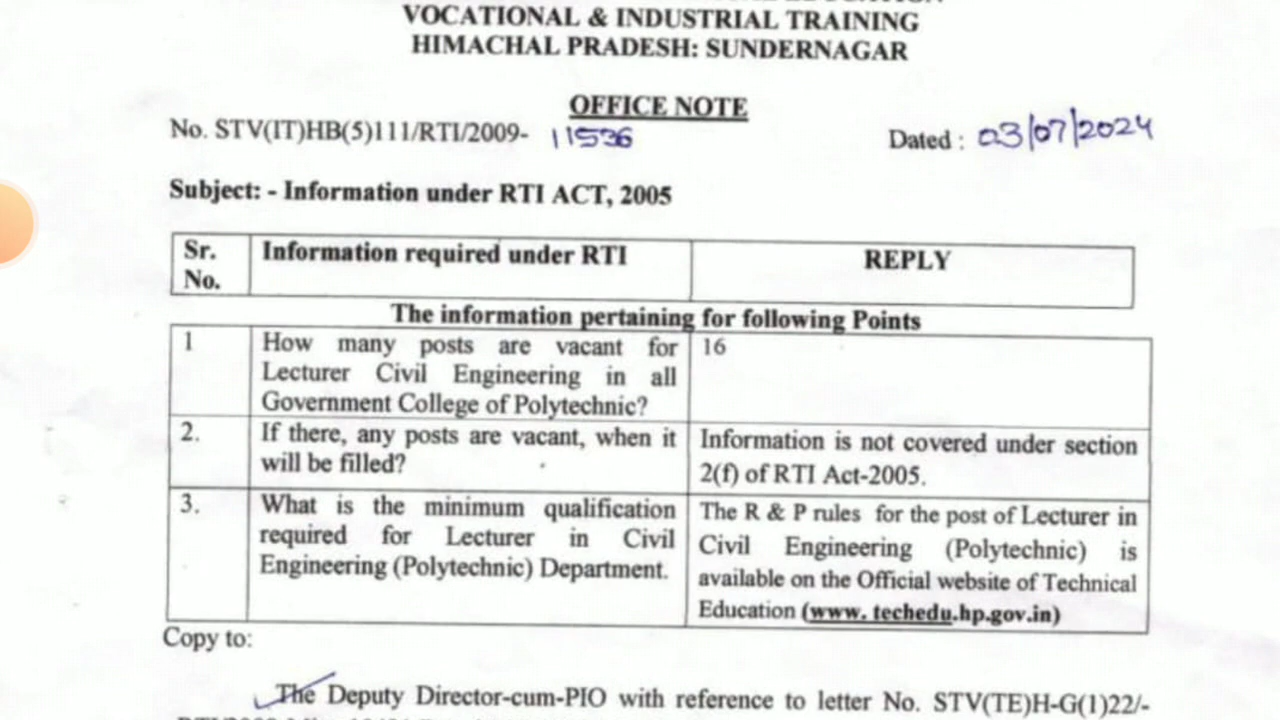 VOCATIONAL & INDUSTRIAL TRAINING
HIMACHAL PRADESH: SUNDERNAGAR
OFFICE NOTE
No. STV(IT)HB(5)111/RTI/2009- 11536
Dated : 03/07/2024
Subject: - Information under RTI ACT, 2005
Sr. No.
Information required under RTI
REPLY
The information pertaining for following Points
1
How many posts are vacant for
Lecturer Civil Engineering in all
Government College of Polytechnic?
16
2.
If there, any posts are vacant, when it
will be filled?
Information is not covered under section
2(f) of RTI Act-2005.
3.
What is the minimum qualification
required for Lecturer in Civil
Engineering (Polytechnic) Department.
The R & P rules for the post of Lecturer in
Civil Engineering (Polytechnic) is
available on the Official website of Technical
Education (www. techedu.hp.gov.in)
Copy to:
The Deputy Director-cum-PIO with reference to letter No. STV(TE)H-G(1)22/-